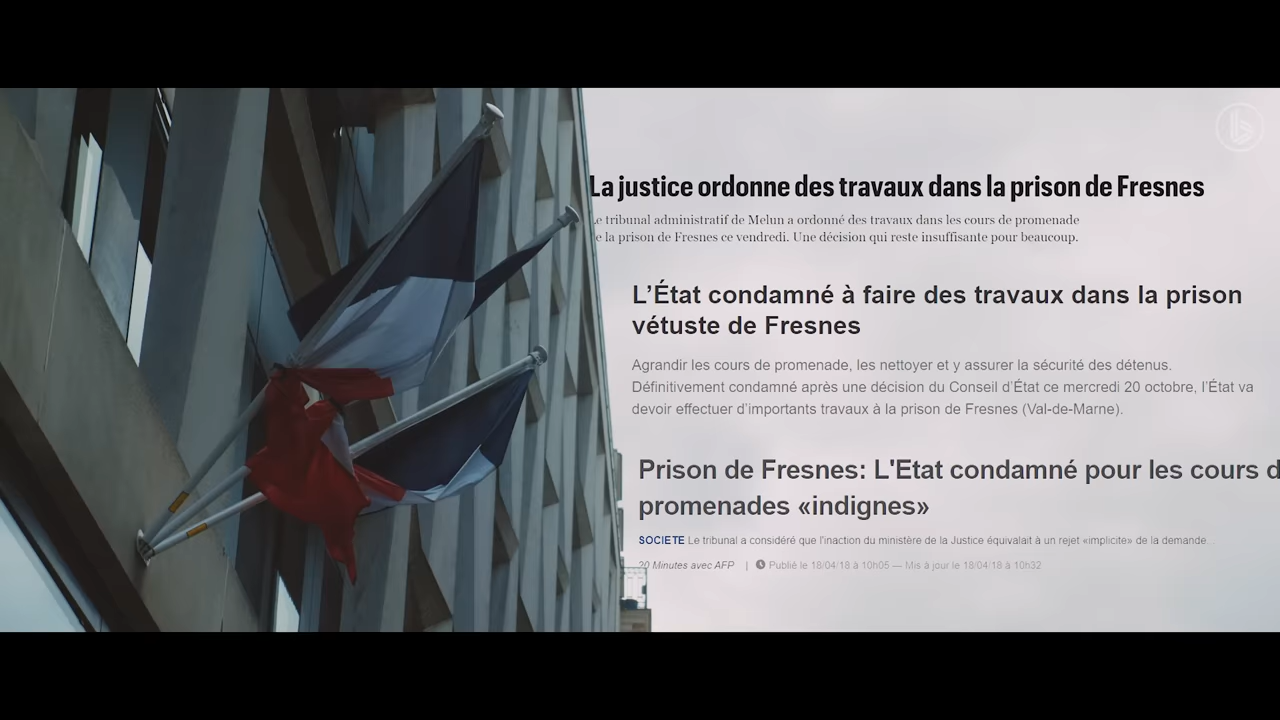 La justice ordonne des travaux dans la prison de Fresnes
e tribunal administratif de Melun a ordonné des travaux dans les cours de promenade
e la prison de Fresnes ce vendredi. Une décision qui reste insuffisante pour beaucoup.
L'État condamné à faire des travaux dans la prison
vétuste de Fresnes
Agrandir les cours de promenade, les nettoyer et y assurer la sécurité des détenus.
Définitivement condamné après une décision du Conseil d'État ce mercredi 20 octobre, l'État va
devoir effectuer d'importants travaux à la prison de Fresnes (Val-de-Marne).
Prison de Fresnes: L'Etat condamné pour les cours d
promenades «indignes»
SOCIETE Le tribunal a considéré que l'inaction du ministère de la Justice équivalait à un rejet «implicite» de la demande...
20 Minutes avec AFP | Publié le 18/04/18 à 10h05 — Mis à jour le 18/04/18 à 10h32